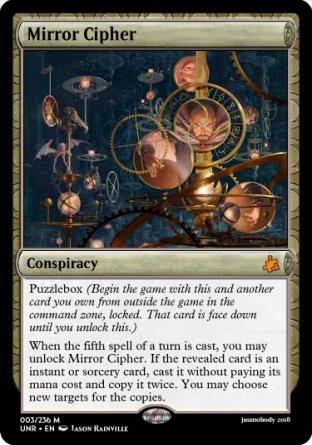 Mirror Cipher
Conspiracy
Puzzlebox (Begin the game with this and another
card you own from outside the game in the
command zone, locked. That card is face down
until you unlock this.)
When the fifth spell of a turn is cast, you may
unlock Mirror Cipher. If the revealed card is an
instant or sorcery card, cast it without paying its
mana cost and copy it twice. You may choose
new targets for the copies.
003/236 M
UNR • EN Jason Rainville
justnobody 2018